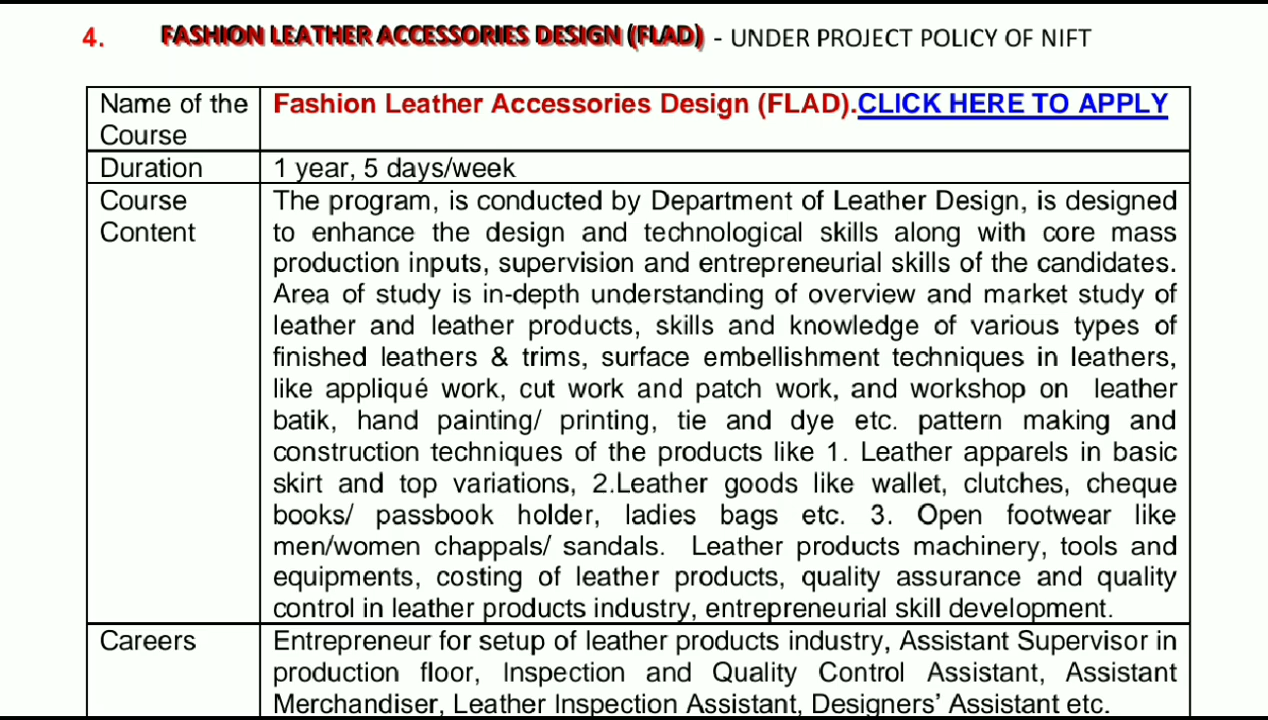 4. FASHION LEATHER ACCESSORIES DESIGN (FLAD) - UNDER PROJECT POLICY OF NIFT
Name of the Fashion Leather Accessories Design (FLAD).CLICK HERE TO APPLY
Course
Duration 1 year, 5 days/week
Course The program, is conducted by Department of Leather Design, is designed
Content to enhance the design and technological skills along with core mass
production inputs, supervision and entrepreneurial skills of the candidates.
Area of study is in-depth understanding of overview and market study of
leather and leather products, skills and knowledge of various types of
finished leathers & trims, surface embellishment techniques in leathers,
like appliqué work, cut work and patch work, and workshop on leather
batik, hand painting/ printing, tie and dye etc. pattern making and
construction techniques of the products like 1. Leather apparels in basic
skirt and top variations, 2.Leather goods like wallet, clutches, cheque
books/ passbook holder, ladies bags etc. 3. Open footwear like
men/women chappals/ sandals. Leather products machinery, tools and
equipments, costing of leather products, quality assurance and quality
control in leather products industry, entrepreneurial skill development.
Careers Entrepreneur for setup of leather products industry, Assistant Supervisor in
production floor, Inspection and Quality Control Assistant, Assistant
Merchandiser, Leather Inspection Assistant, Designers’ Assistant etc.